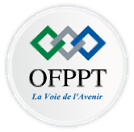 OFPPT
La Voie de l'Avenir